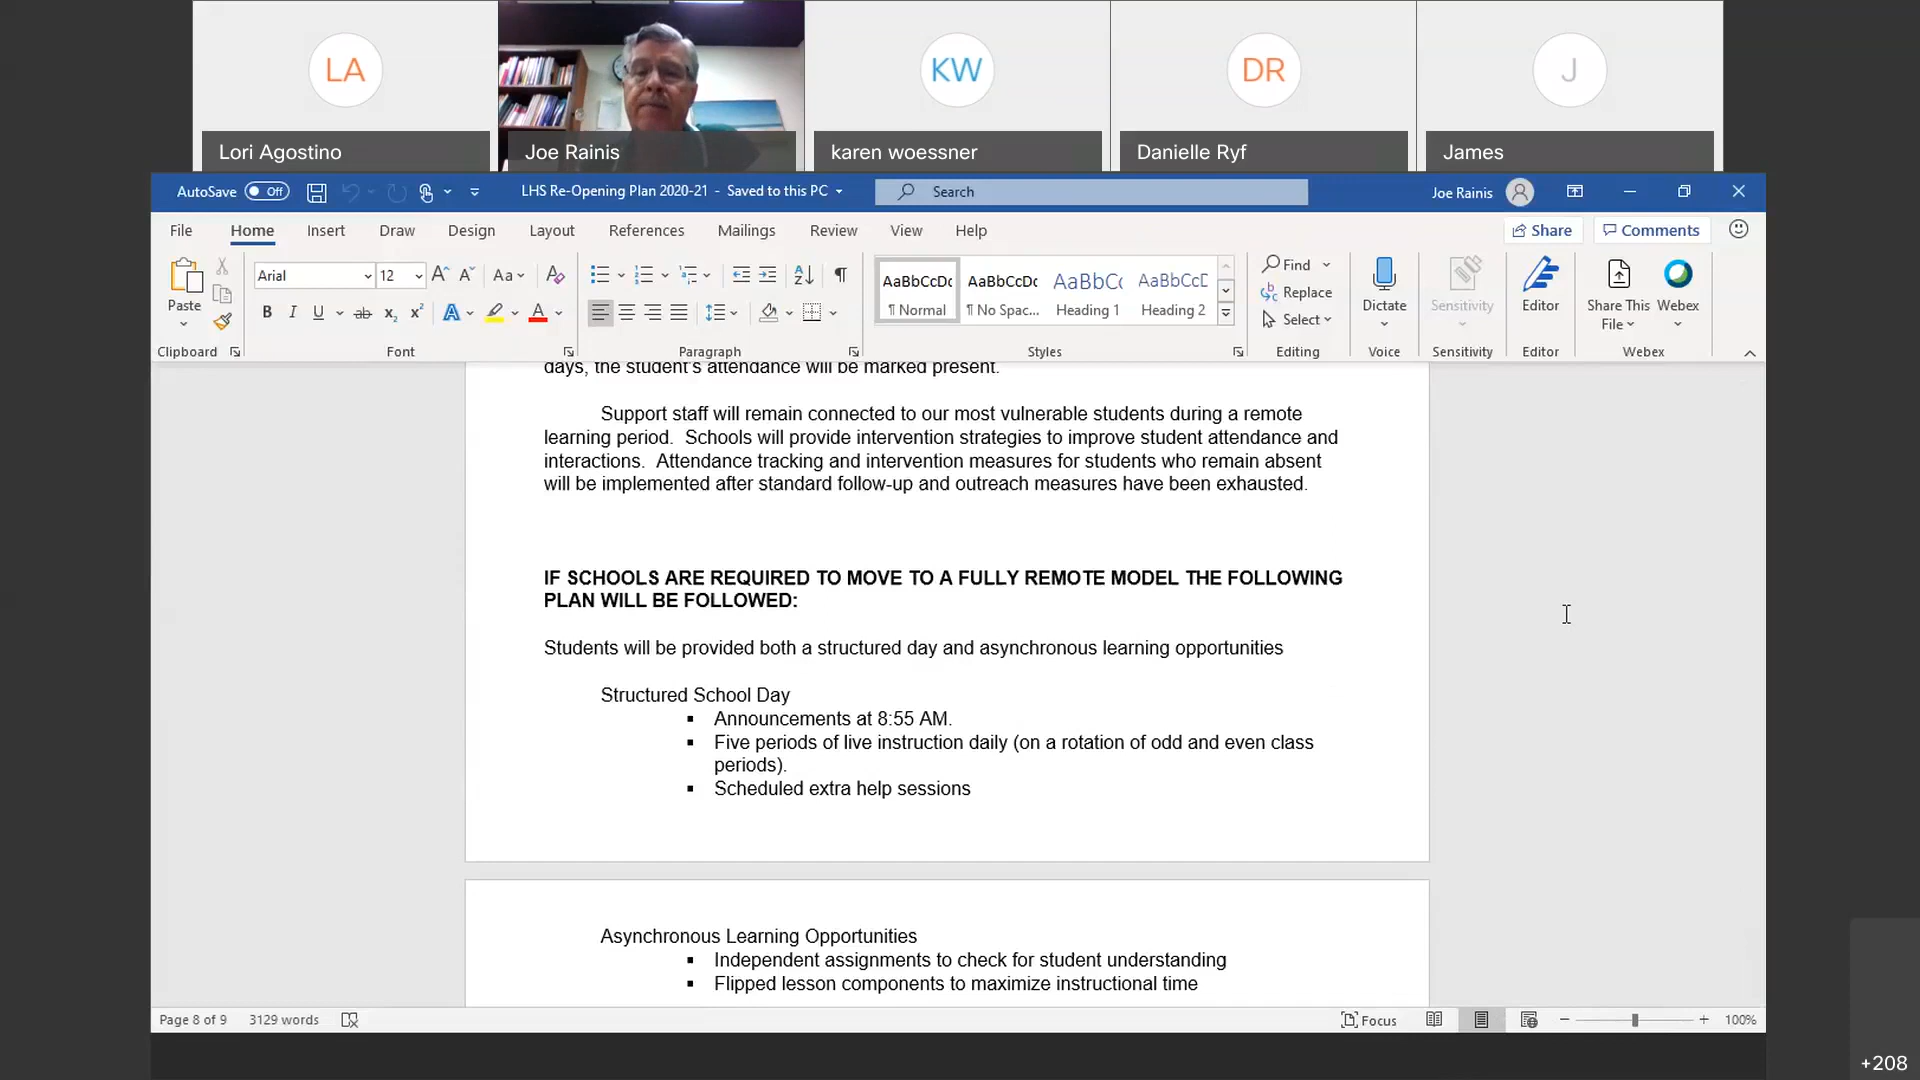 LA
KW
DR
J
Lori Agostino
Joe Rainis
karen woessner
Danielle Ryf
James
AutoSave Off
LHS Re-Opening Plan 2020-21 - Saved to this PC
Search
Joe Rainis
File Home Insert Draw Design Layout References Mailings Review View Help
Share Comments
Paste
Arial 12
Aa
B I U ab x₂ x²
AaBbCcDc AaBbCcDc AaBbCc AaBbCcD
¶ Normal ¶ No Spac... Heading 1 Heading 2
Find
Replace
Select
Dictate
Sensitivity
Editor
Share This File
Webex
Clipboard Font Paragraph Styles Editing Voice Sensitivity Editor Webex
days, the student's attendance will be marked present.
Support staff will remain connected to our most vulnerable students during a remote
learning period. Schools will provide intervention strategies to improve student attendance and
interactions. Attendance tracking and intervention measures for students who remain absent
will be implemented after standard follow-up and outreach measures have been exhausted.
IF SCHOOLS ARE REQUIRED TO MOVE TO A FULLY REMOTE MODEL THE FOLLOWING
PLAN WILL BE FOLLOWED:
Students will be provided both a structured day and asynchronous learning opportunities
Structured School Day
▪ Announcements at 8:55 AM.
▪ Five periods of live instruction daily (on a rotation of odd and even class
periods).
▪ Scheduled extra help sessions
Asynchronous Learning Opportunities
▪ Independent assignments to check for student understanding
▪ Flipped lesson components to maximize instructional time
Page 8 of 9 3129 words
Focus
100%
+208